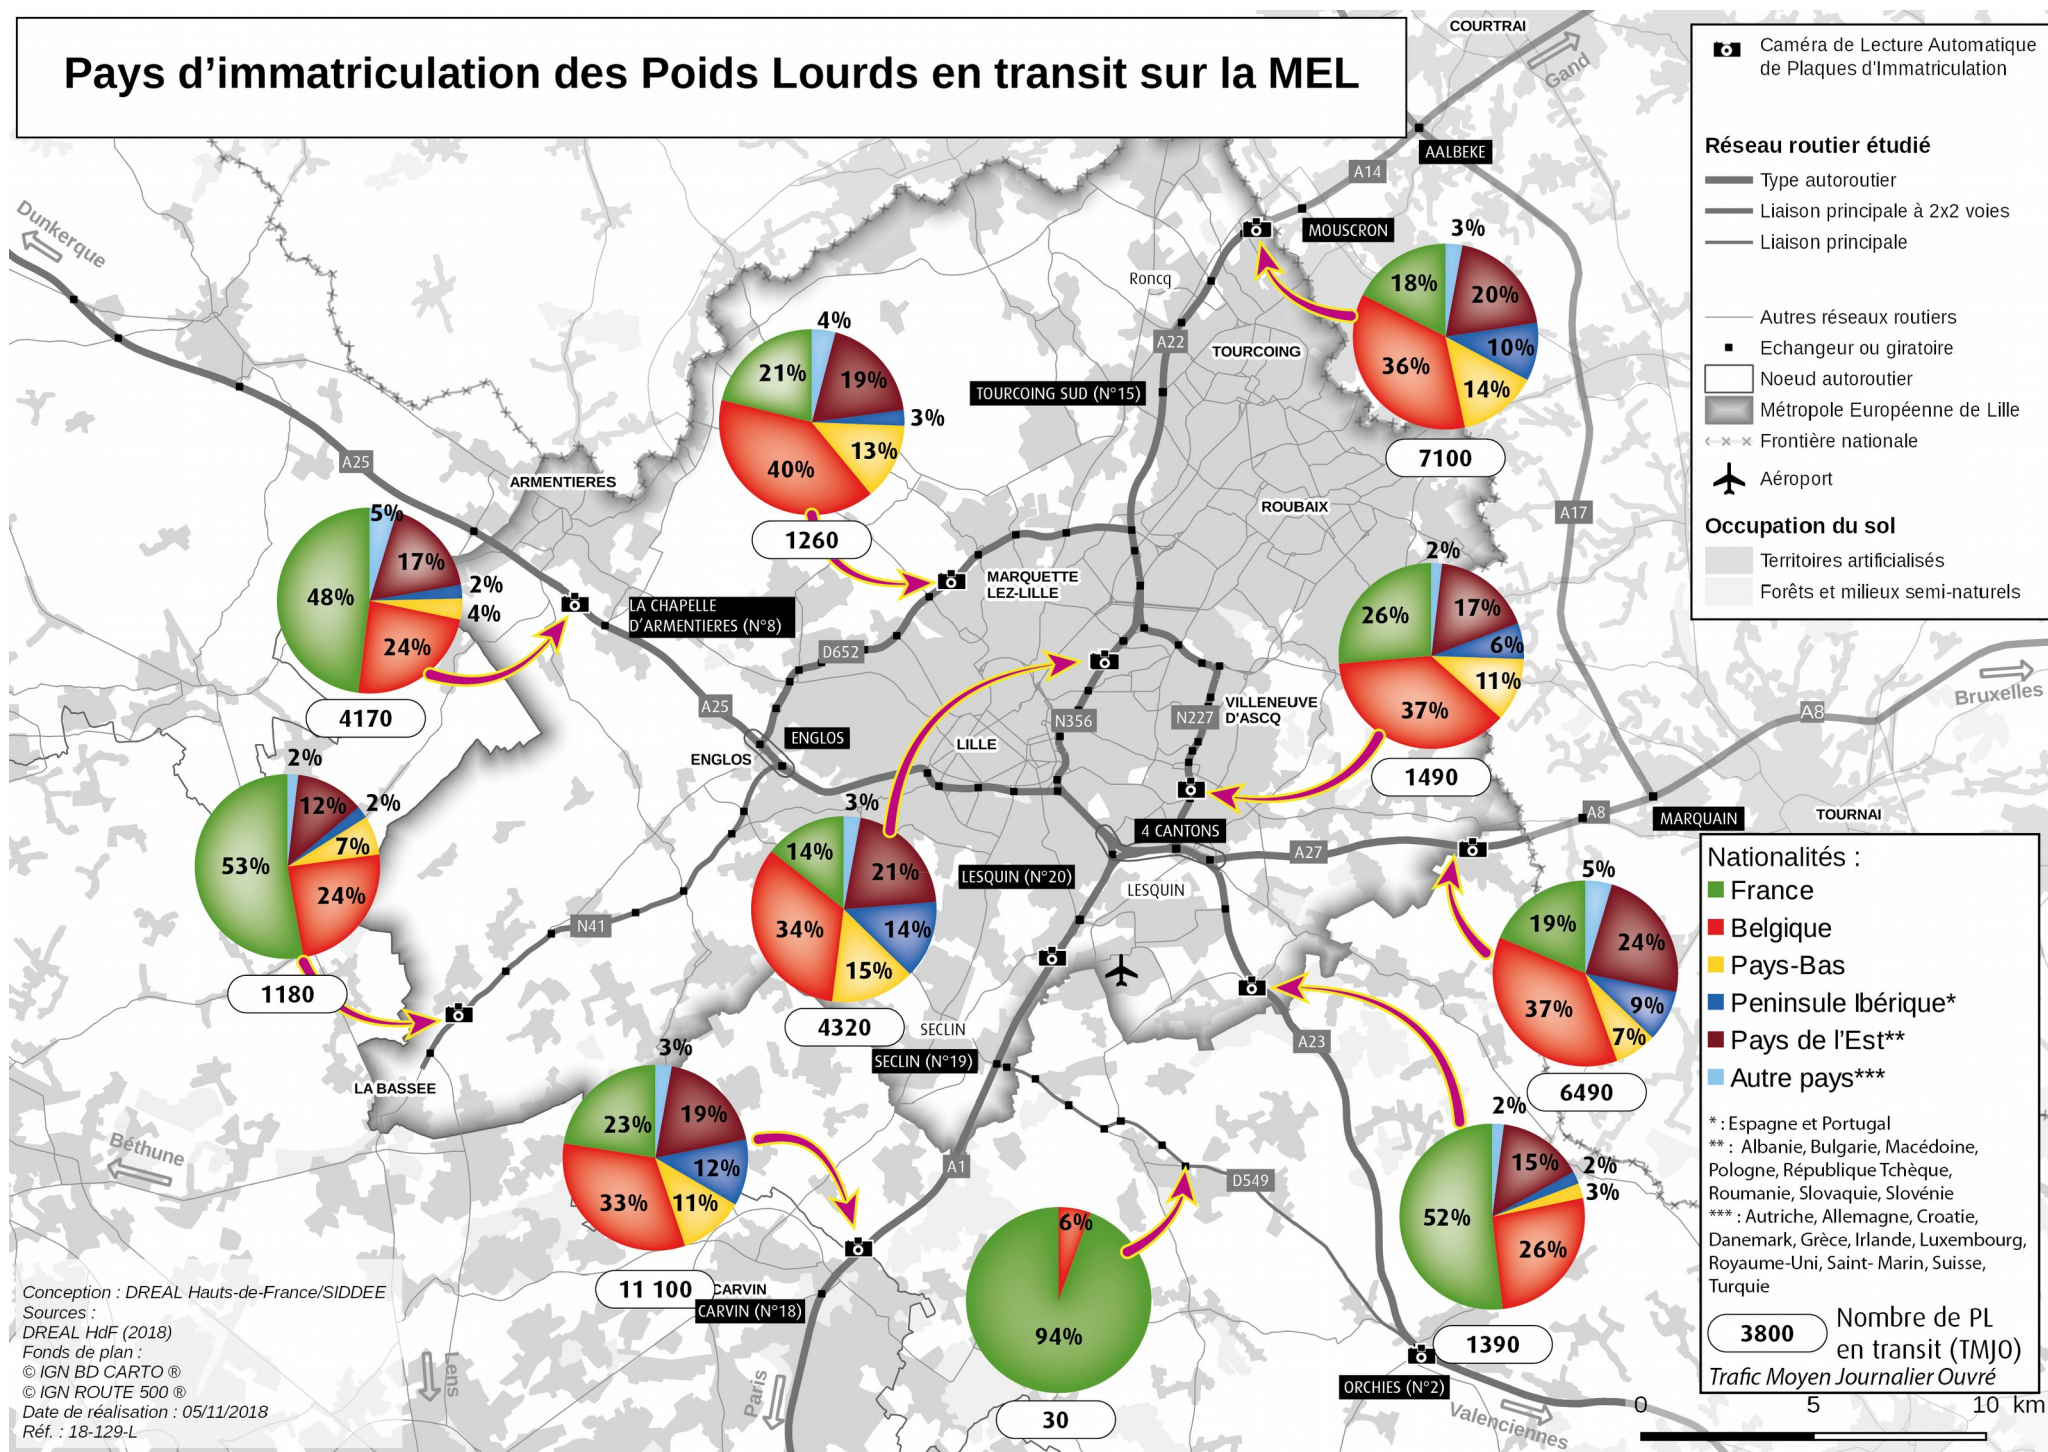 Pays d’immatriculation des Poids Lourds en transit sur la MEL
COURTRAI
Gand
AALBEKE
A14
MOUSCRON
Dunkerque
Roncq
A22
TOURCOING
TOURCOING SUD (N°15)
3%
20%
10%
14%
36%
18%
7100
4%
19%
3%
13%
40%
21%
1260
A25
ARMENTIERES
ROUBAIX
A17
5%
17%
2%
4%
24%
48%
4170
LA CHAPELLE
D’ARMENTIERES (N°8)
MARQUETTE
LEZ-LILLE
D652
2%
17%
6%
11%
37%
26%
1490
A25
ENGLOS
ENGLOS
LILLE
N356
N227
VILLENEUVE
D'ASCQ
A8
Bruxelles
2%
12%
2%
7%
24%
53%
1180
3%
21%
14%
15%
34%
14%
4320
4 CANTONS
A27
A8
MARQUAIN
TOURNAI
LESQUIN (N°20)
LESQUIN
N41
5%
24%
9%
7%
37%
19%
6490
SECLIN
SECLIN (N°19)
A23
LA BASSEE
Béthune
3%
19%
12%
11%
33%
23%
11 100
A1
D549
CARVIN
CARVIN (N°18)
6%
94%
30
2%
15%
2%
3%
26%
52%
1390
ORCHIES (N°2)
Valenciennes
Lens
Paris
Caméra de Lecture Automatique
de Plaques d'Immatriculation
Réseau routier étudié
Type autoroutier
Liaison principale à 2x2 voies
Liaison principale
Autres réseaux routiers
Echangeur ou giratoire
Noeud autoroutier
Métropole Européenne de Lille
Frontière nationale
Aéroport
Occupation du sol
Territoires artificialisés
Forêts et milieux semi-naturels
Nationalités :
France
Belgique
Pays-Bas
Peninsule Ibérique*
Pays de l’Est**
Autre pays***
* : Espagne et Portugal
** : Albanie, Bulgarie, Macédoine,
Pologne, République Tchèque,
Roumanie, Slovaquie, Slovénie
*** : Autriche, Allemagne, Croatie,
Danemark, Grèce, Irlande, Luxembourg,
Royaume-Uni, Saint- Marin, Suisse,
Turquie
3800
Nombre de PL
en transit (TMJO)
Trafic Moyen Journalier Ouvré
0 5 10 km
Conception : DREAL Hauts-de-France/SIDDEE
Sources :
DREAL HdF (2018)
Fonds de plan :
© IGN BD CARTO ®
© IGN ROUTE 500 ®
Date de réalisation : 05/11/2018
Réf. : 18-129-L